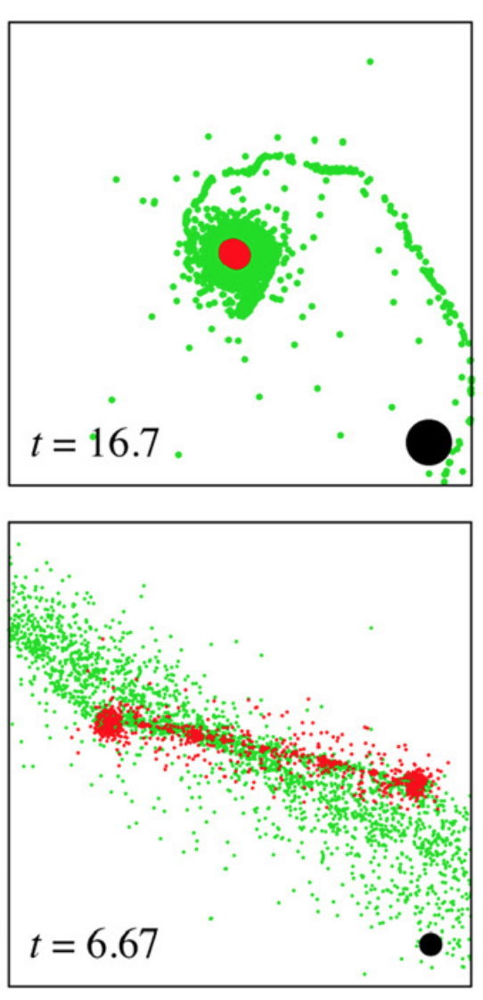 t = 16.7
t = 6.67